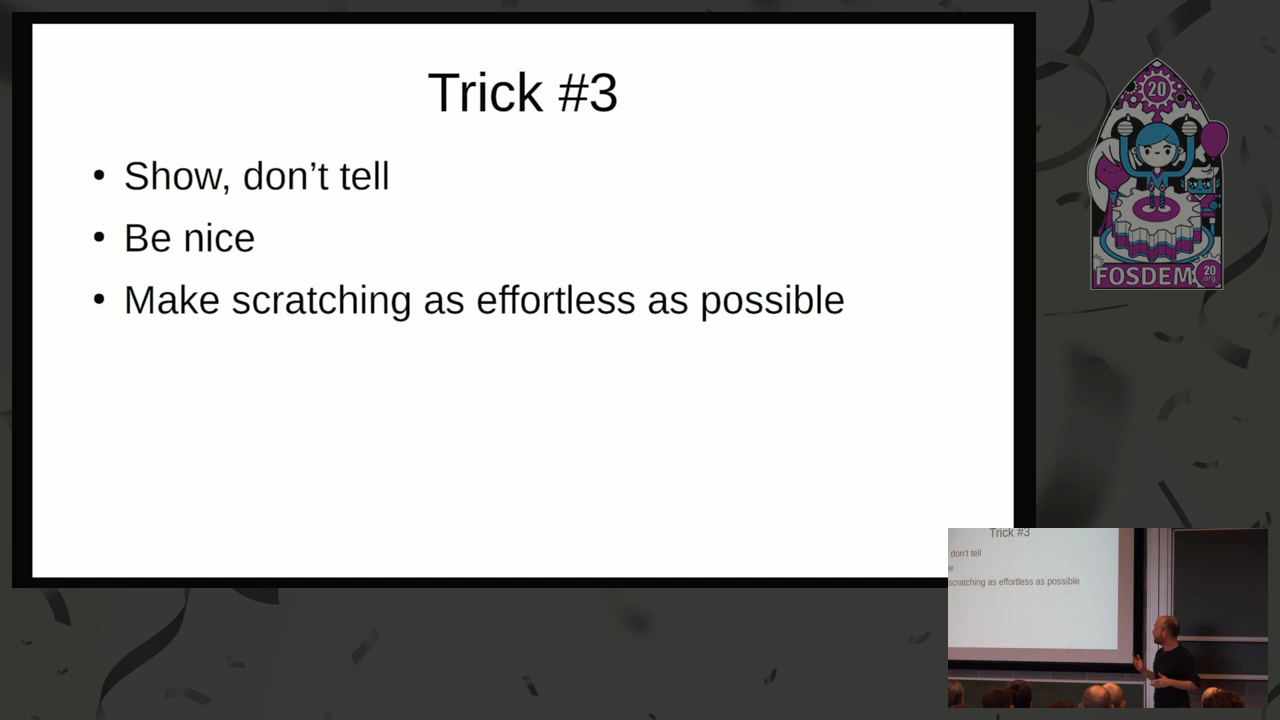 Trick #3
• Show, don’t tell
• Be nice
• Make scratching as effortless as possible
20
FOSDEM
20
org
Trick #3
don't tell
e
scratching as effortless as possible